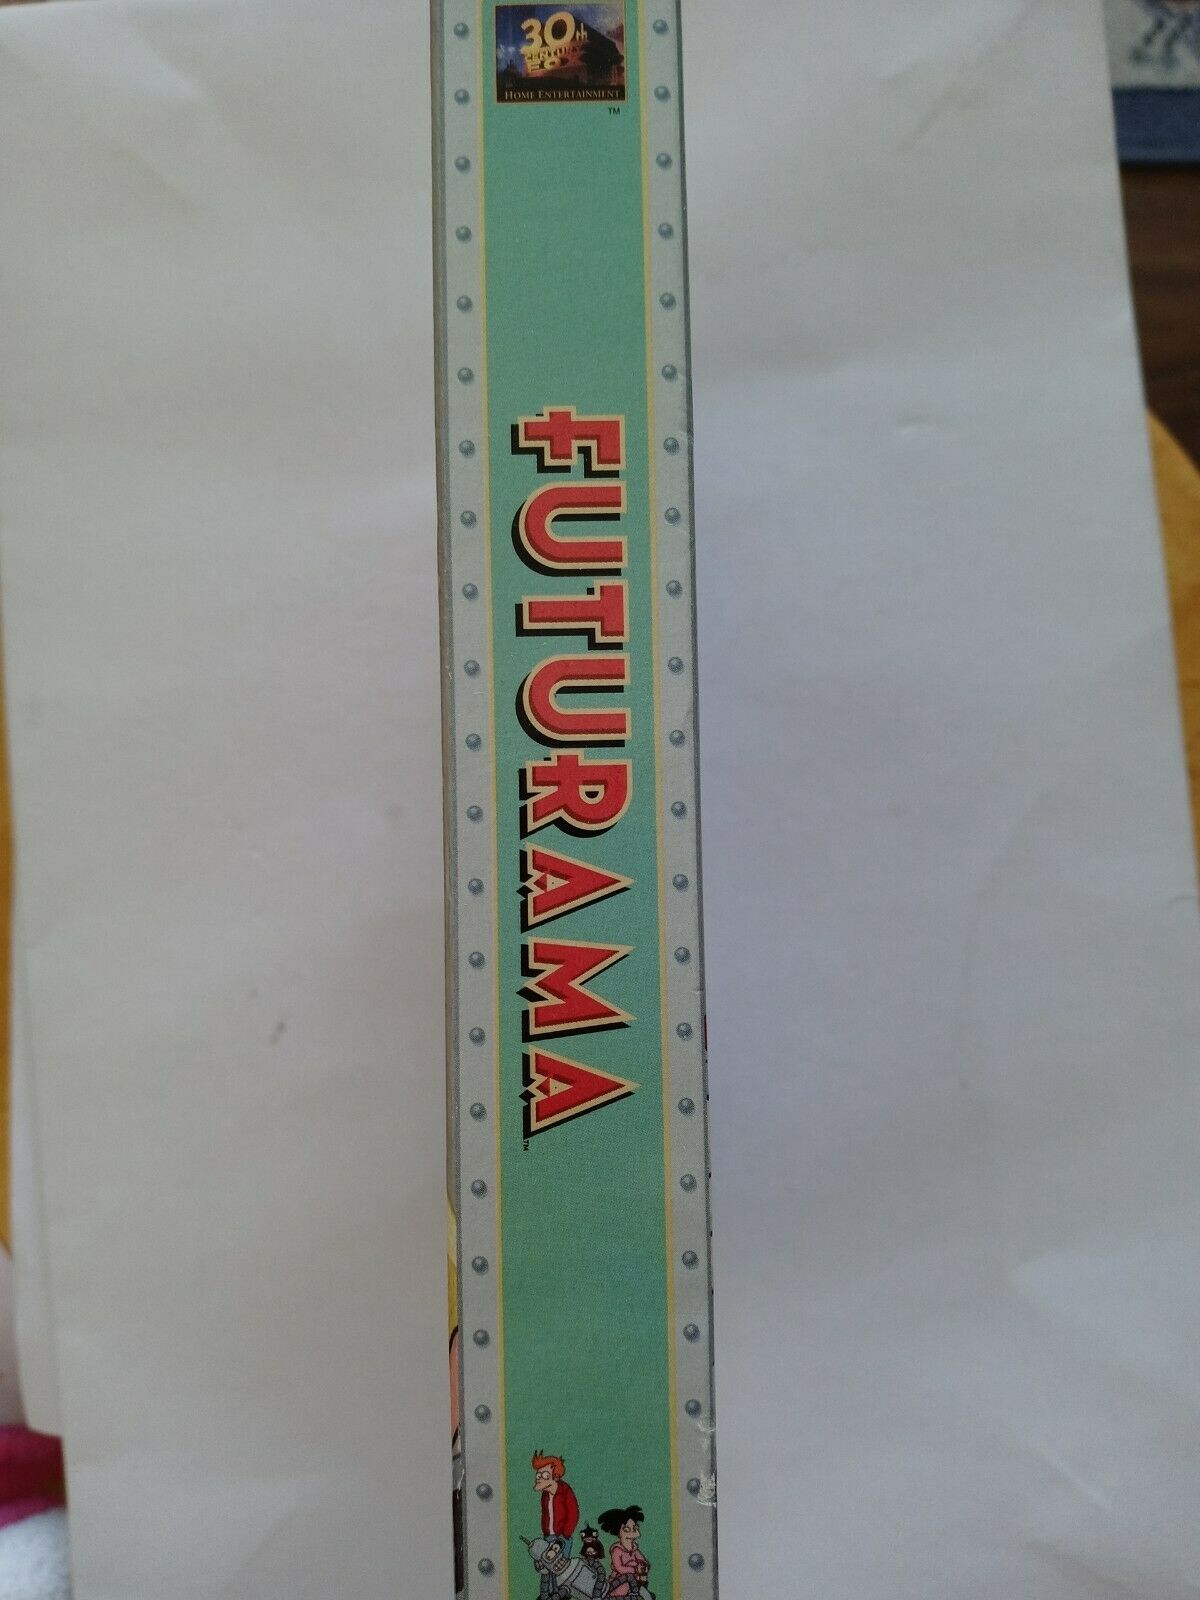 30th
CENTURY
FOX
HOME ENTERTAINMENT
™
FUTURAMA
™